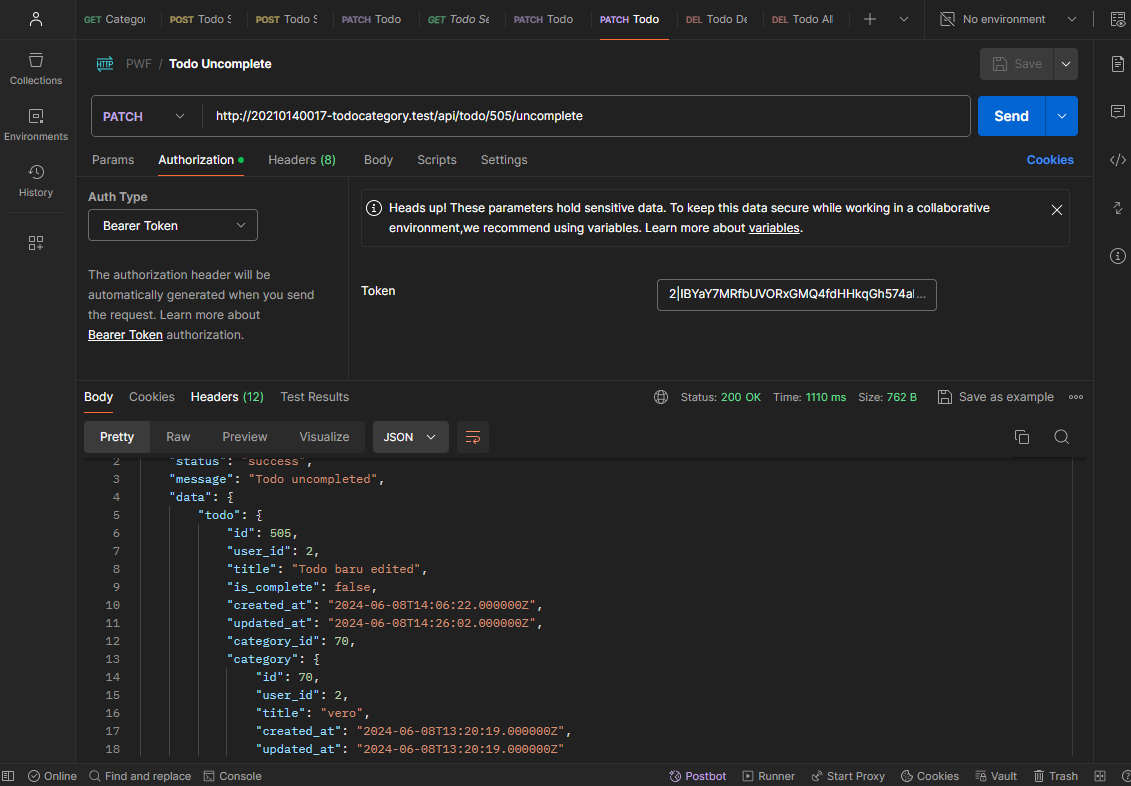 GET Categor
POST Todo S
POST Todo S
PATCH Todo
GET Todo Se
PATCH Todo
PATCH Todo
DEL Todo De
DEL Todo All
No environment
Collections
Environments
History
HTTP PWF / Todo Uncomplete
Save
PATCH
http://20210140017-todocategory.test/api/todo/505/uncomplete
Send
Params Authorization Headers (8) Body Scripts Settings
Cookies
Auth Type
Bearer Token
The authorization header will be
automatically generated when you send
the request. Learn more about
Bearer Token authorization.
Heads up! These parameters hold sensitive data. To keep this data secure while working in a collaborative
environment,we recommend using variables. Learn more about variables.
Token
Body Cookies Headers (12) Test Results
Status: 200 OK Time: 1110 ms Size: 762 B
Save as example
Pretty Raw Preview Visualize JSON
2 "status": "success",
3 "message": "Todo uncompleted",
4 "data": {
5 "todo": {
6 "id": 505,
7 "user_id": 2,
8 "title": "Todo baru edited",
9 "is_complete": false,
10 "created_at": "2024-06-08T14:06:22.000000Z",
11 "updated_at": "2024-06-08T14:26:02.000000Z",
12 "category_id": 70,
13 "category": {
14 "id": 70,
15 "user_id": 2,
16 "title": "vero",
17 "created_at": "2024-06-08T13:20:19.000000Z",
18 "updated_at": "2024-06-08T13:20:19.000000Z"
Online Find and replace Console
Postbot Runner Start Proxy Cookies Vault Trash